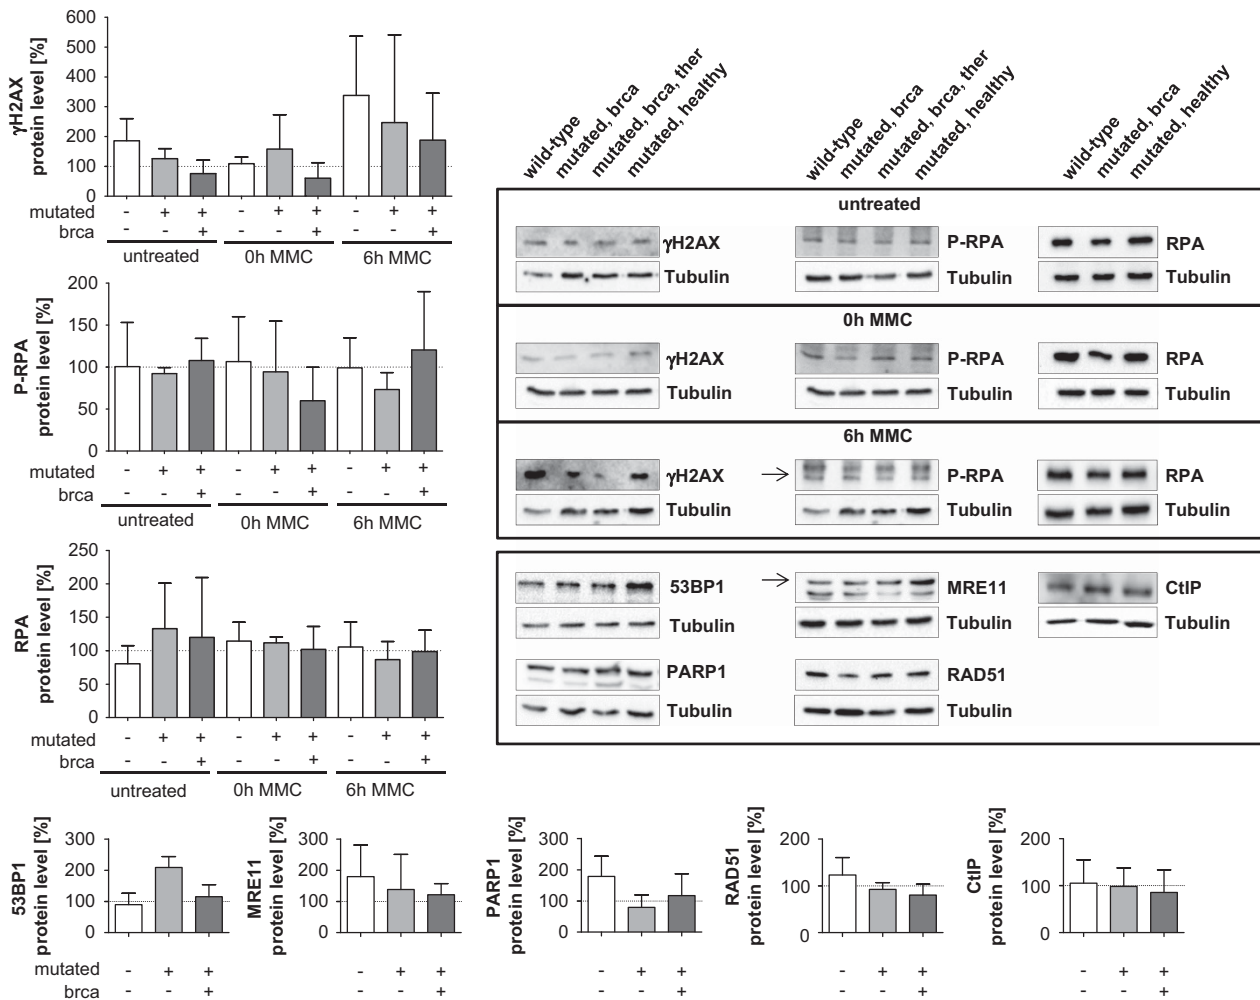 600
500
400
300
200
100
0
γH2AX
protein level [%]
mutated - + + - + + - + +
brca - - + - - + - - +
untreated 0h MMC 6h MMC
200
150
100
50
0
P-RPA
protein level [%]
mutated - + + - + + - + +
brca - - + - - + - - +
untreated 0h MMC 6h MMC
250
200
150
100
50
0
RPA
protein level [%]
mutated - + + - + + - + +
brca - - + - - + - - +
untreated 0h MMC 6h MMC
wild-type
mutated, brca
mutated, brca, ther
mutated, healthy
wild-type
mutated, brca
mutated, brca, ther
mutated, healthy
wild-type
mutated, brca
mutated, healthy
untreated
γH2AX P-RPA RPA
Tubulin Tubulin Tubulin
0h MMC
γH2AX P-RPA RPA
Tubulin Tubulin Tubulin
6h MMC
γH2AX P-RPA RPA
Tubulin Tubulin Tubulin
53BP1 MRE11 CtIP
Tubulin Tubulin Tubulin
PARP1 RAD51
Tubulin Tubulin
300
200
100
0
53BP1
protein level [%]
mutated - + +
brca - - +
300
200
100
0
MRE11
protein level [%]
- + +
- - +
300
200
100
0
PARP1
protein level [%]
- + +
- - +
200
100
0
RAD51
protein level [%]
- + +
- - +
200
100
0
CtIP
protein level [%]
- + +
- - +